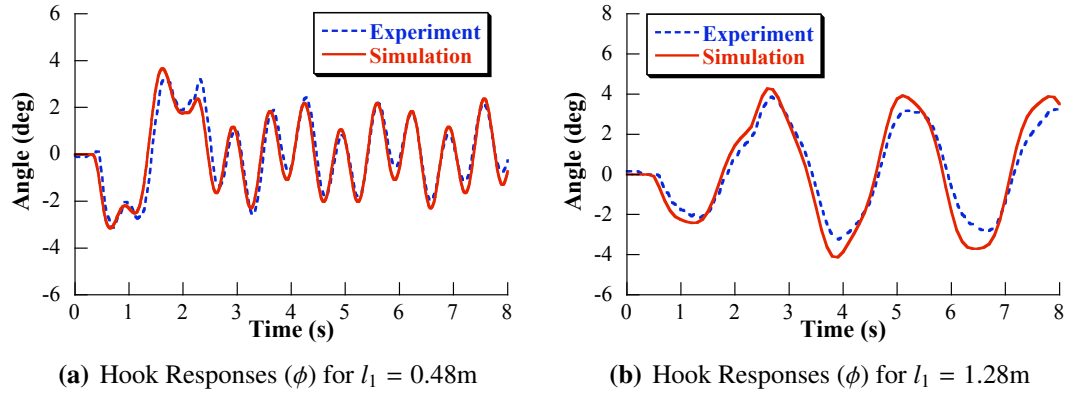 6
4
2
0
-2
-4
-6
Angle (deg)
0 1 2 3 4 5 6 7 8
Time (s)
Experiment
Simulation
(a) Hook Responses (ϕ) for l₁ = 0.48m
8
6
4
2
0
-2
-4
-6
Angle (deg)
0 1 2 3 4 5 6 7 8
Time (s)
Experiment
Simulation
(b) Hook Responses (ϕ) for l₁ = 1.28m